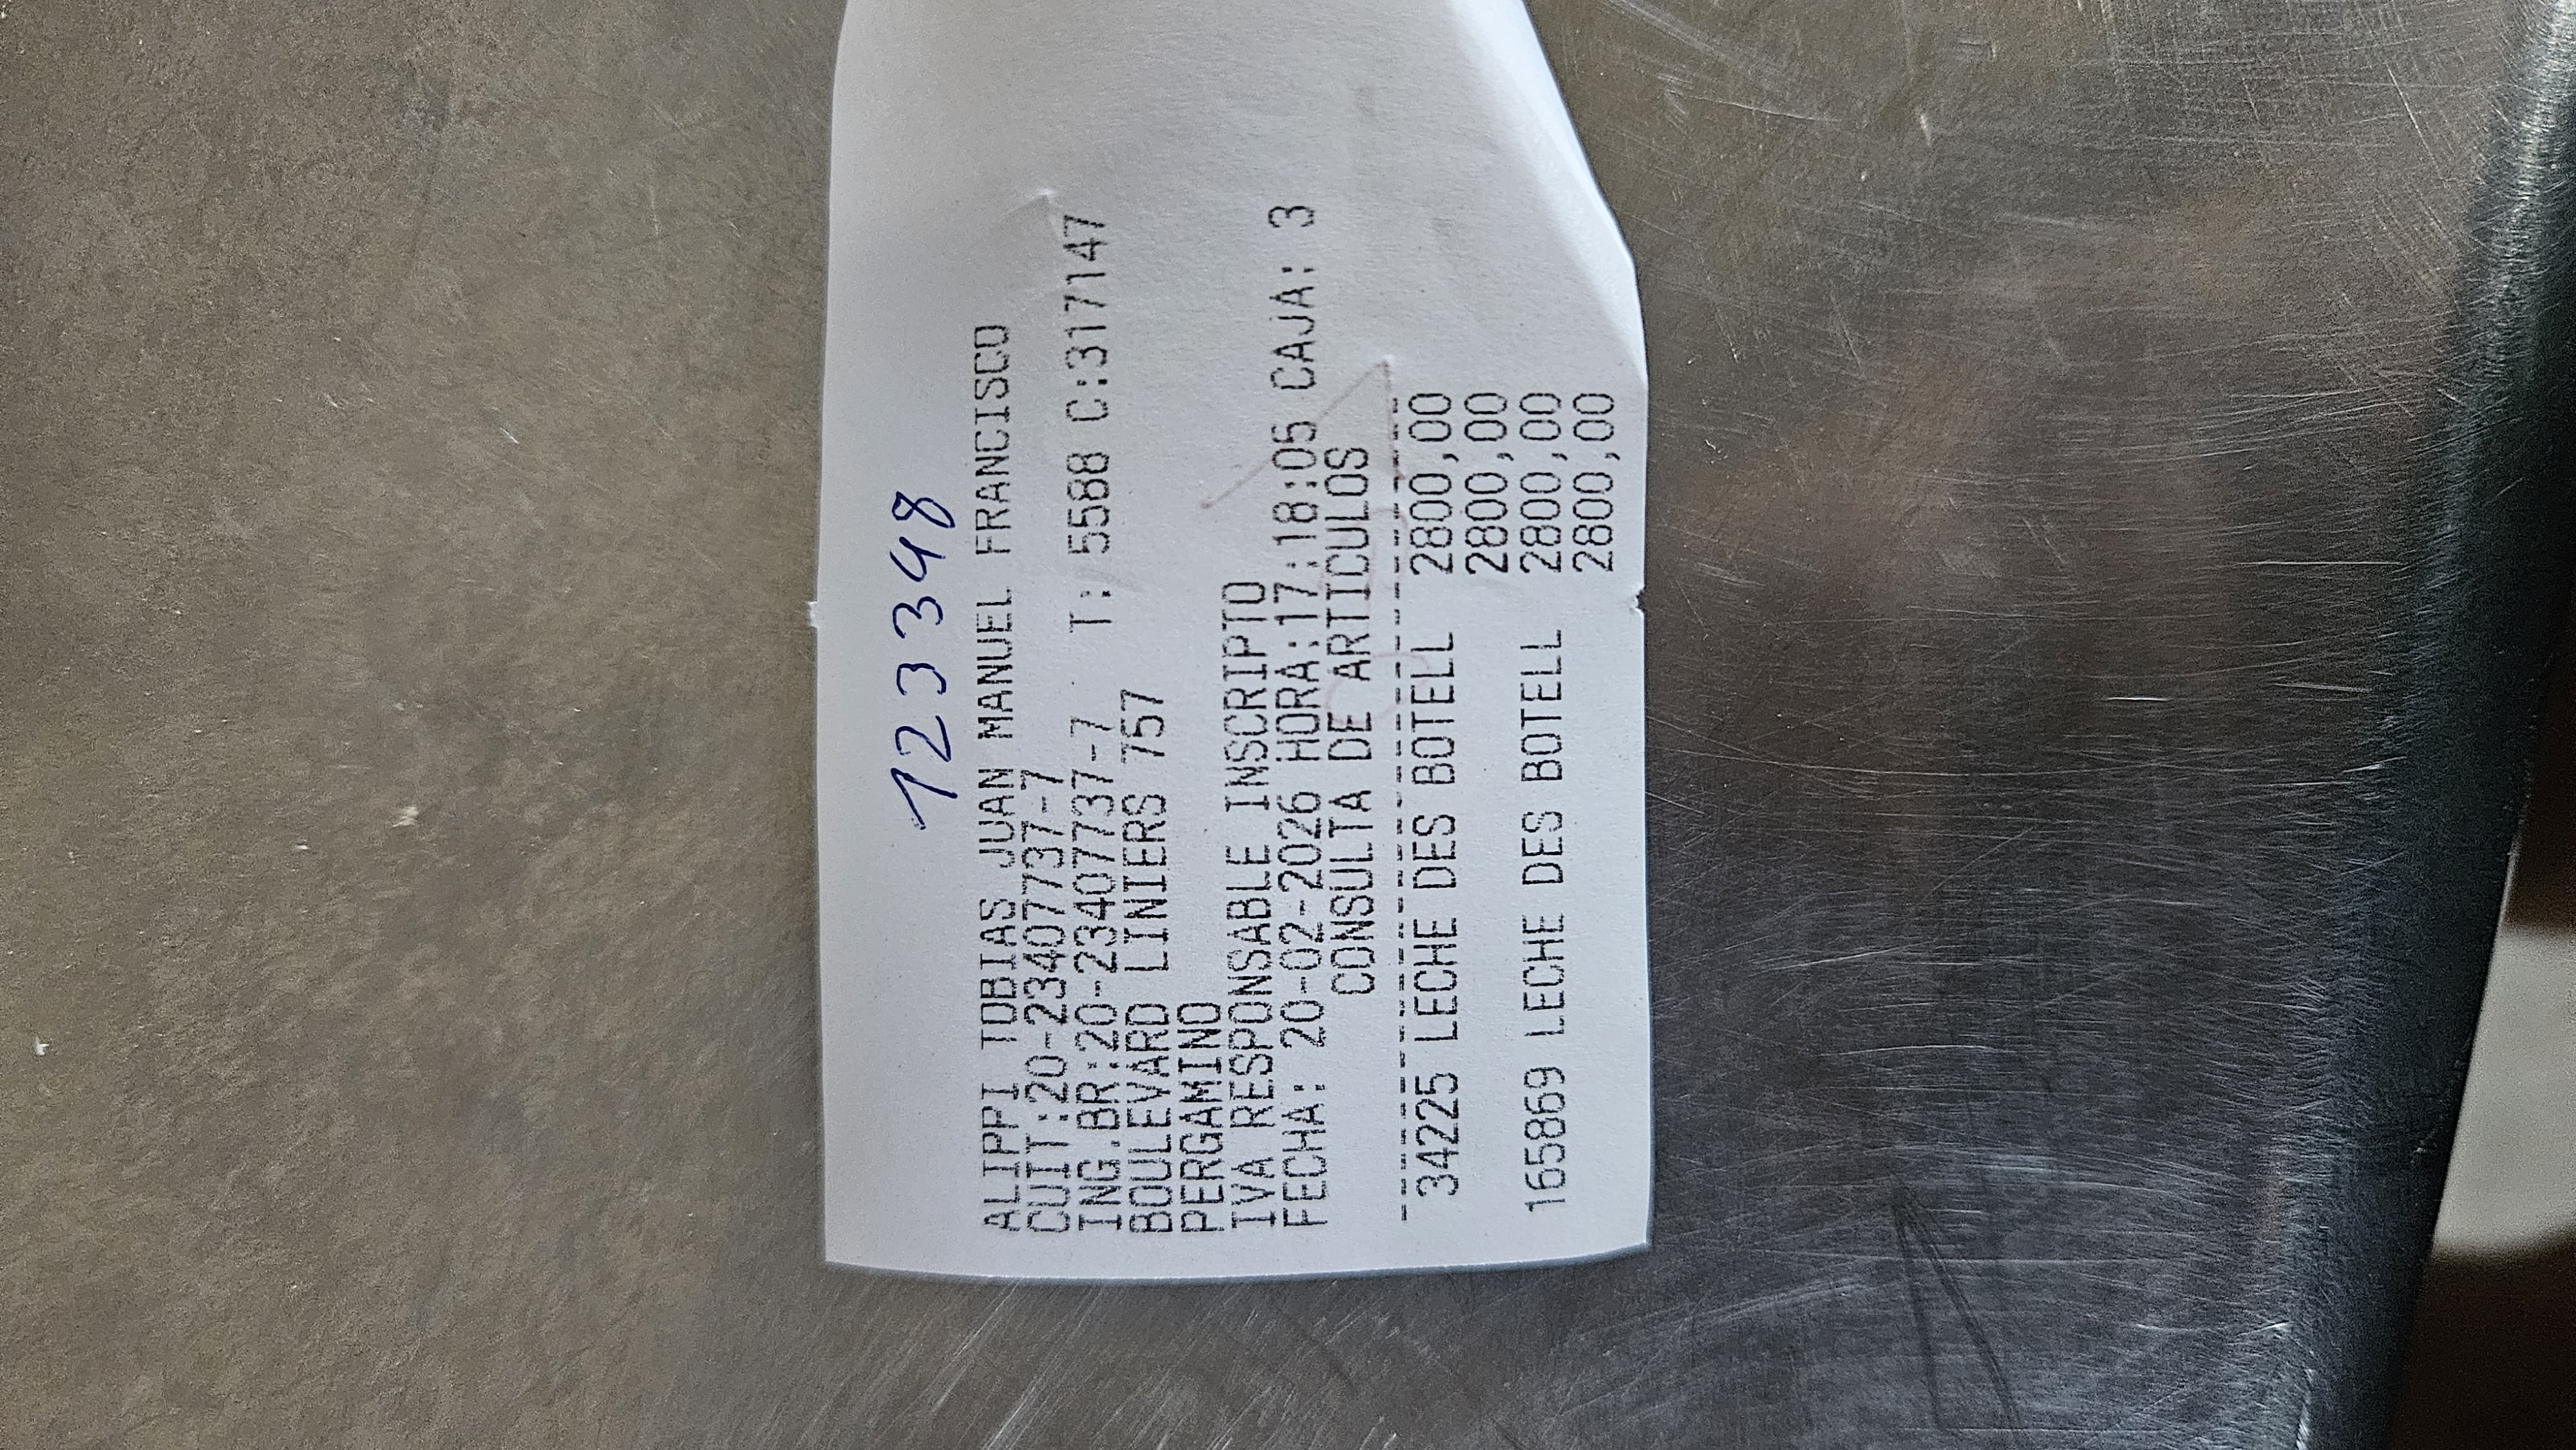 123348
ALIPPI TOBIAS JUAN MANUEL FRANCISCO
CUIT:20-23407737-7
ING.BR:20-23407737-7 T: 5588 C:317147
BOULEVARD LINIERS 757
PERGAMINO
IVA RESPONSABLE INSCRIPTO
FECHA: 20-02-2026 HORA:17:18:05 CAJA: 3
CONSULTA DE ARTICULOS
34225 LECHE DES BOTELL 2800,00
2800,00
165869 LECHE DES BOTELL 2800,00
2800,00